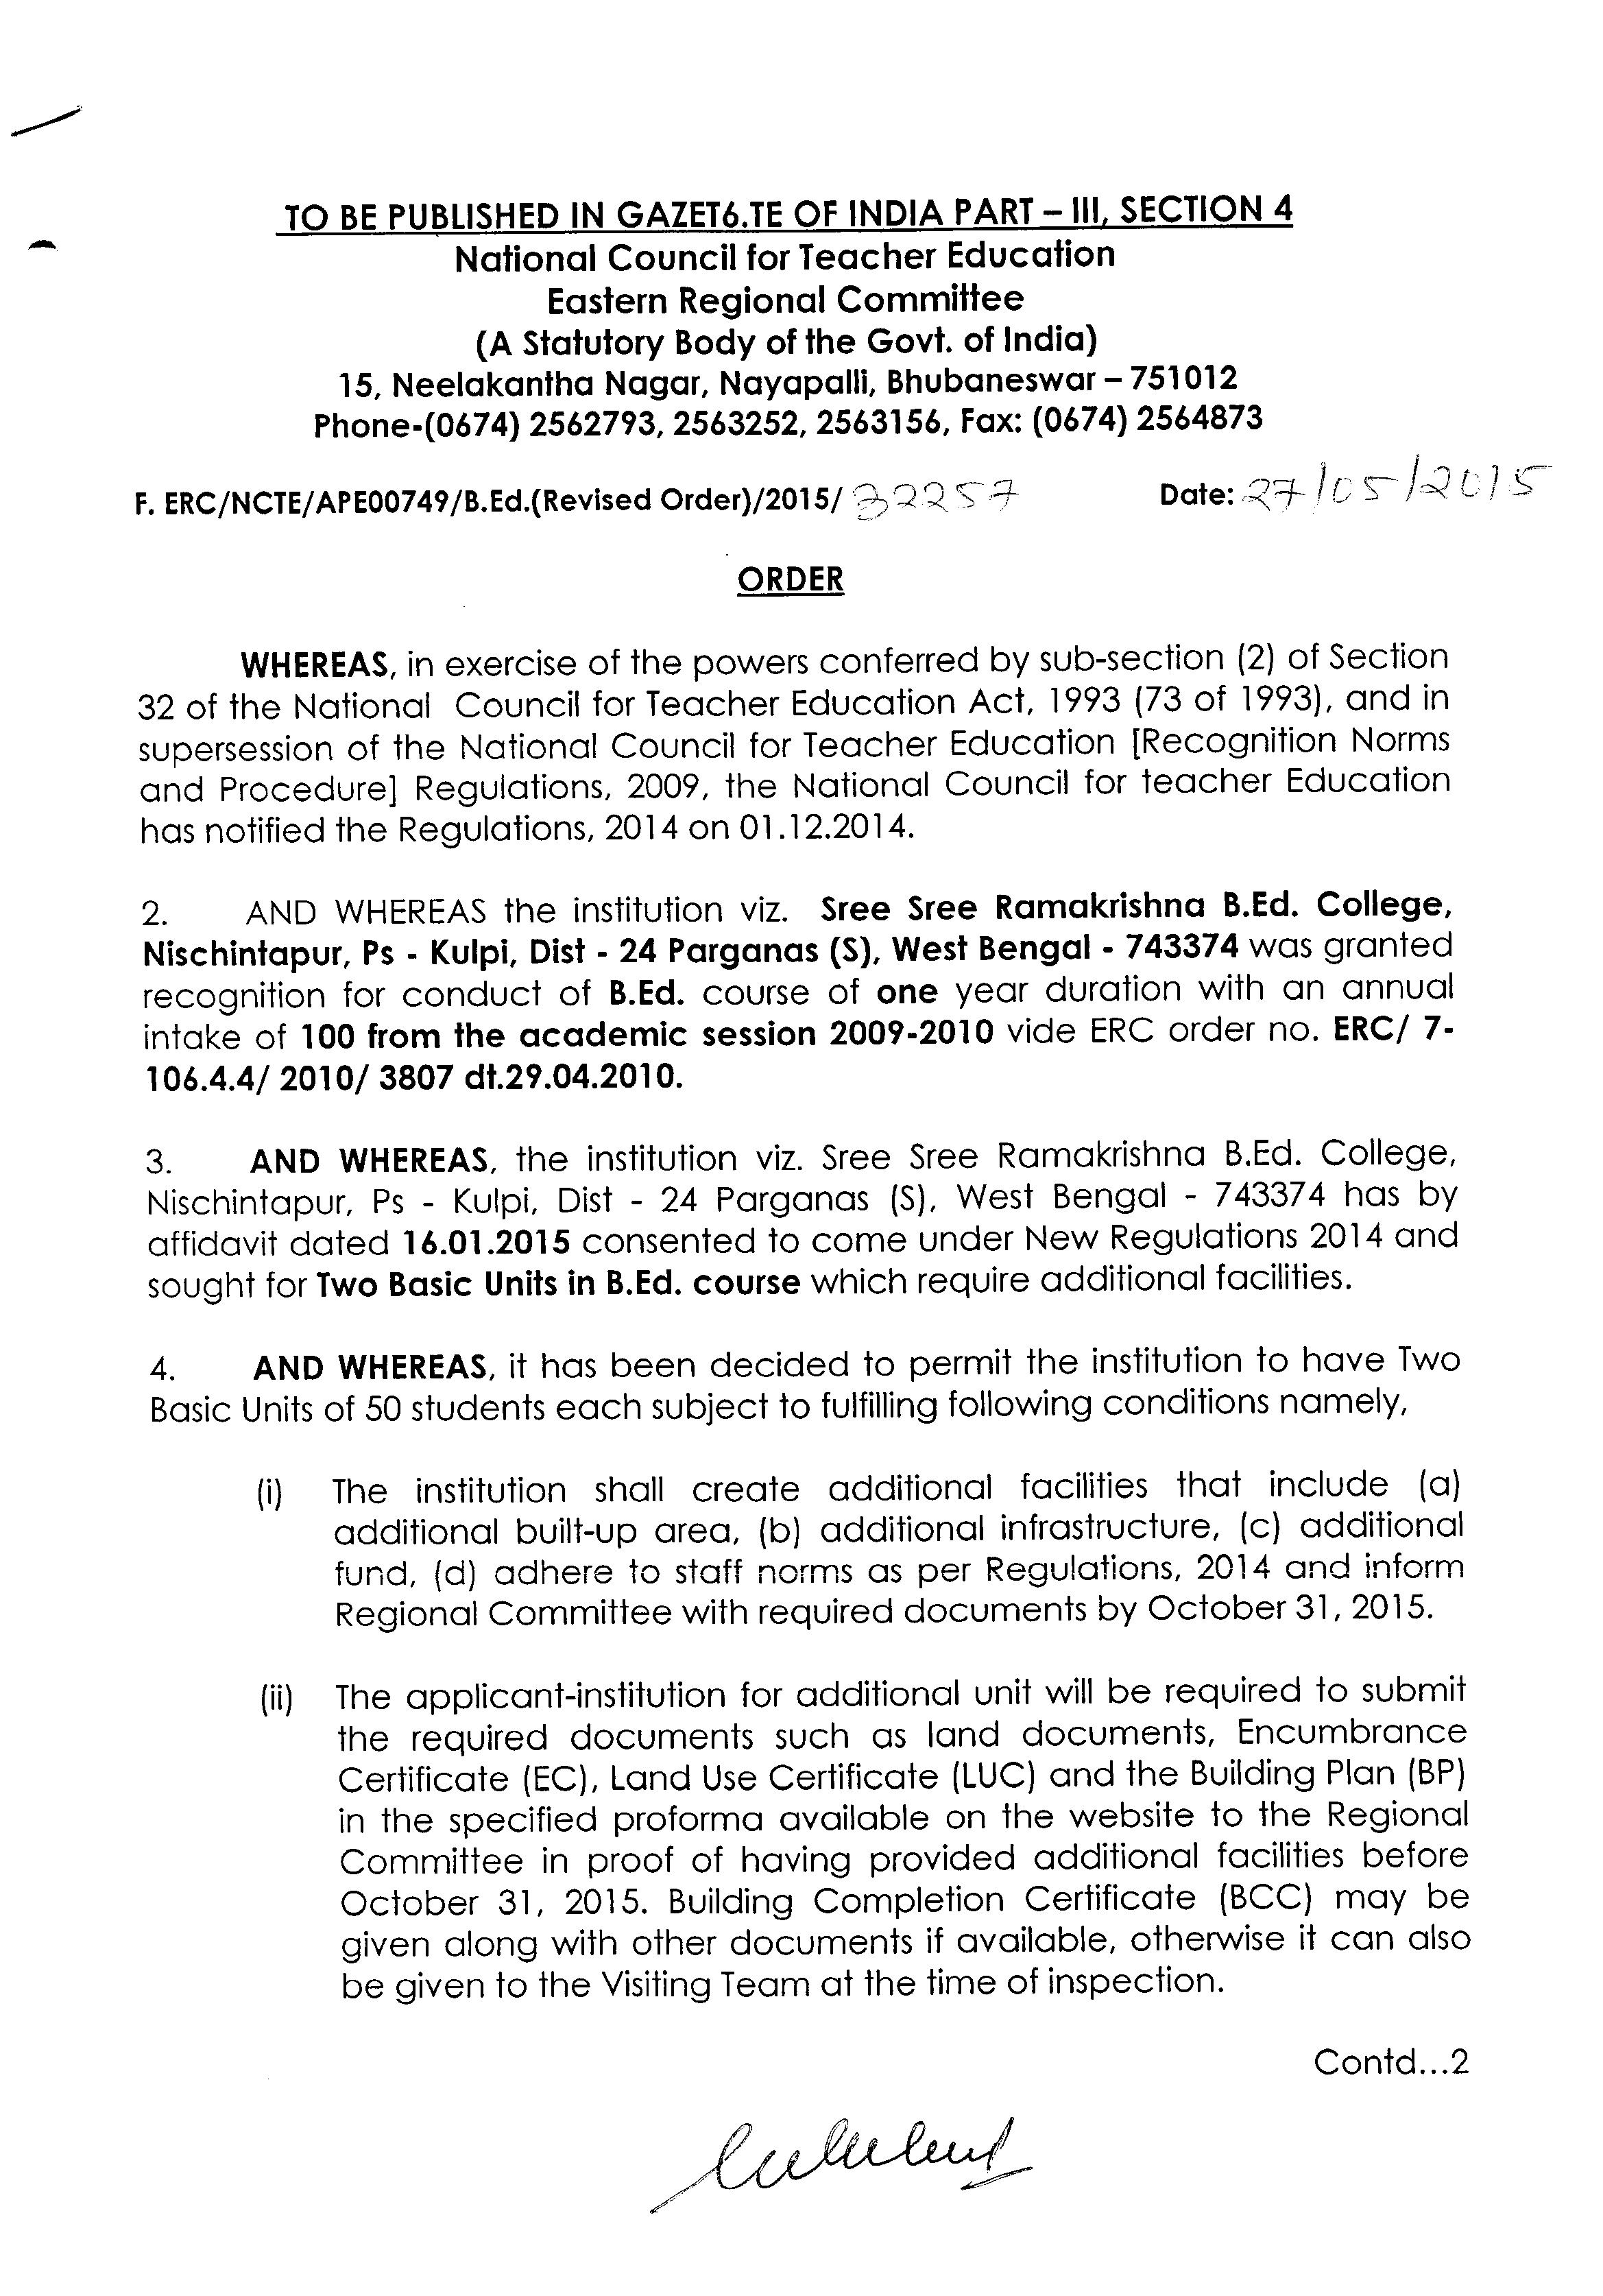 TO BE PUBLISHED IN GAZET6.TE OF INDIA PART – III, SECTION 4
National Council for Teacher Education
Eastern Regional Committee
(A Statutory Body of the Govt. of India)
15, Neelakantha Nagar, Nayapalli, Bhubaneswar – 751012
Phone-(0674) 2562793, 2563252, 2563156, Fax: (0674) 2564873
F. ERC/NCTE/APE00749/B.Ed.(Revised Order)/2015/ 32257 Date: 27/05/2015
ORDER
WHEREAS, in exercise of the powers conferred by sub-section (2) of Section
32 of the National Council for Teacher Education Act, 1993 (73 of 1993), and in
supersession of the National Council for Teacher Education [Recognition Norms
and Procedure] Regulations, 2009, the National Council for teacher Education
has notified the Regulations, 2014 on 01.12.2014.
2. AND WHEREAS the institution viz. Sree Sree Ramakrishna B.Ed. College,
Nischintapur, Ps - Kulpi, Dist - 24 Parganas (S), West Bengal - 743374 was granted
recognition for conduct of B.Ed. course of one year duration with an annual
intake of 100 from the academic session 2009-2010 vide ERC order no. ERC/ 7-
106.4.4/ 2010/ 3807 dt.29.04.2010.
3. AND WHEREAS, the institution viz. Sree Sree Ramakrishna B.Ed. College,
Nischintapur, Ps - Kulpi, Dist - 24 Parganas (S), West Bengal - 743374 has by
affidavit dated 16.01.2015 consented to come under New Regulations 2014 and
sought for Two Basic Units in B.Ed. course which require additional facilities.
4. AND WHEREAS, it has been decided to permit the institution to have Two
Basic Units of 50 students each subject to fulfilling following conditions namely,
(i) The institution shall create additional facilities that include (a)
additional built-up area, (b) additional infrastructure, (c) additional
fund, (d) adhere to staff norms as per Regulations, 2014 and inform
Regional Committee with required documents by October 31, 2015.
(ii) The applicant-institution for additional unit will be required to submit
the required documents such as land documents, Encumbrance
Certificate (EC), Land Use Certificate (LUC) and the Building Plan (BP)
in the specified proforma available on the website to the Regional
Committee in proof of having provided additional facilities before
October 31, 2015. Building Completion Certificate (BCC) may be
given along with other documents if available, otherwise it can also
be given to the Visiting Team at the time of inspection.
Contd...2